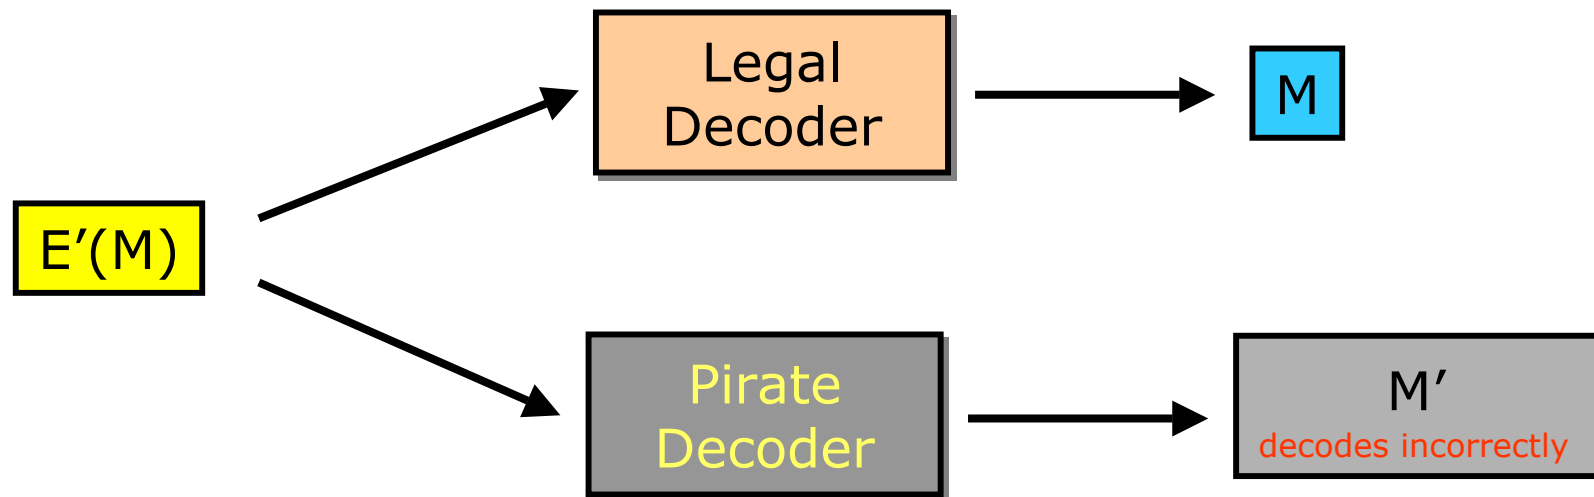 Legal
Decoder
M
E′(M)
Pirate
Decoder
M′
decodes incorrectly